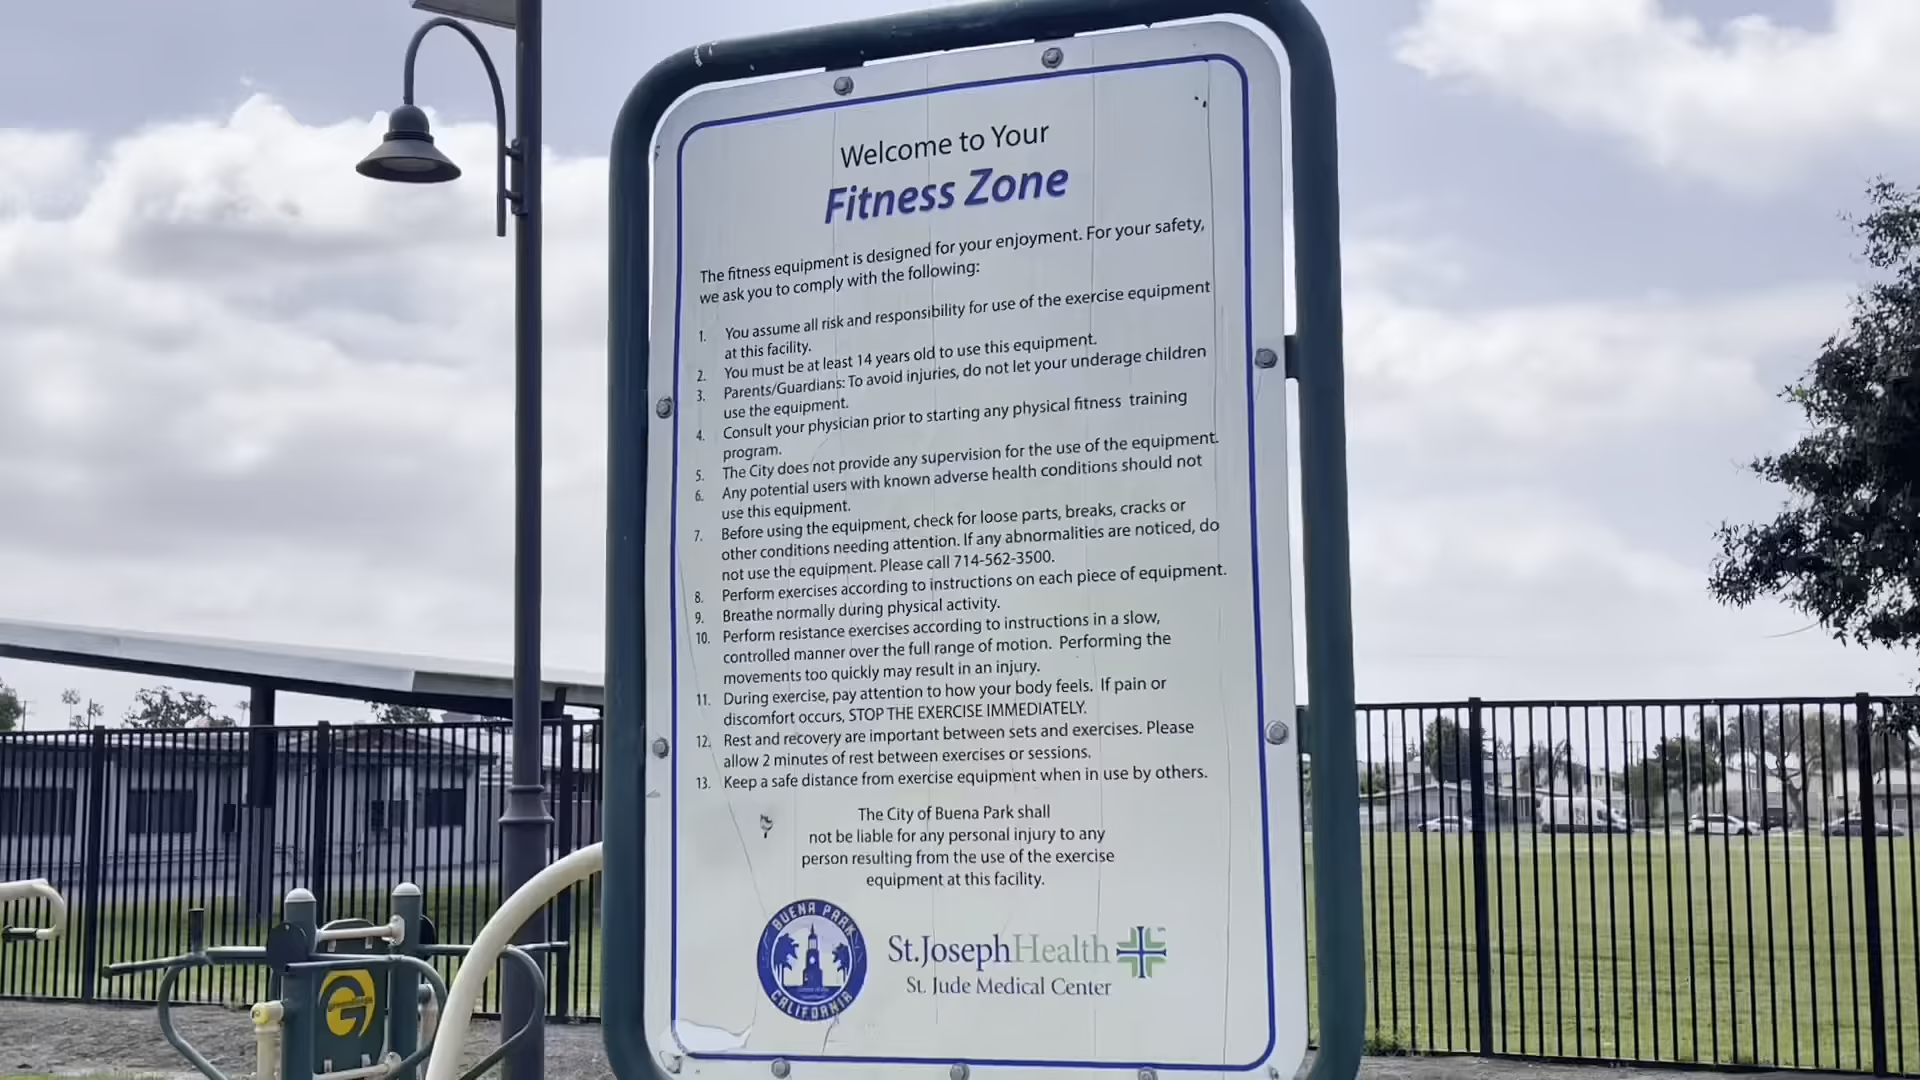 Welcome to Your
Fitness Zone
The fitness equipment is designed for your enjoyment. For your safety,
we ask you to comply with the following:
1. You assume all risk and responsibility for use of the exercise equipment
at this facility.
2. You must be at least 14 years old to use this equipment.
3. Parents/Guardians: To avoid injuries, do not let your underage children
use the equipment.
4. Consult your physician prior to starting any physical fitness training
program.
5. The City does not provide any supervision for the use of the equipment.
6. Any potential users with known adverse health conditions should not
use this equipment.
7. Before using the equipment, check for loose parts, breaks, cracks or
other conditions needing attention. If any abnormalities are noticed, do
not use the equipment. Please call 714-562-3500.
8. Perform exercises according to instructions on each piece of equipment.
9. Breathe normally during physical activity.
10. Perform resistance exercises according to instructions in a slow,
controlled manner over the full range of motion. Performing the
movements too quickly may result in an injury.
11. During exercise, pay attention to how your body feels. If pain or
discomfort occurs, STOP THE EXERCISE IMMEDIATELY.
12. Rest and recovery are important between sets and exercises. Please
allow 2 minutes of rest between exercises or sessions.
13. Keep a safe distance from exercise equipment when in use by others.
The City of Buena Park shall
not be liable for any personal injury to any
person resulting from the use of the exercise
equipment at this facility.
BUENA PARK
CALIFORNIA
St.JosephHealth
St. Jude Medical Center